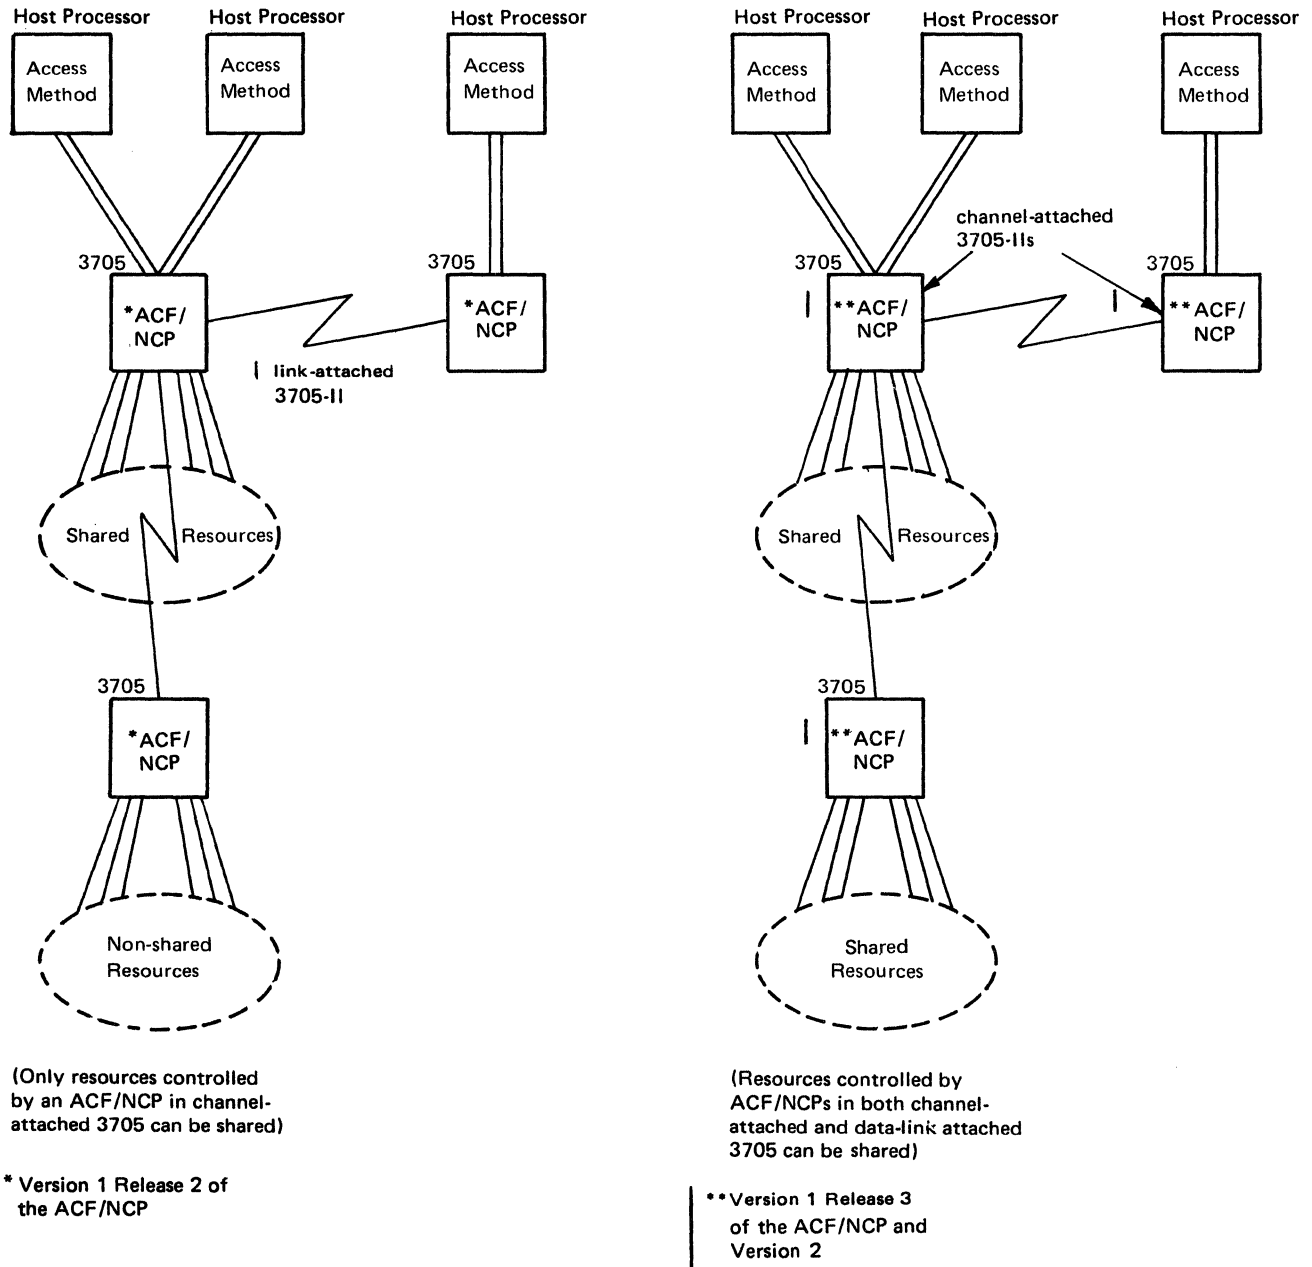 Host Processor
Host Processor
Host Processor
Access
Method
Access
Method
Access
Method
3705
3705
*ACF/
NCP
*ACF/
NCP
link-attached
3705-II
Shared Resources
3705
*ACF/
NCP
Non-shared
Resources
(Only resources controlled
by an ACF/NCP in channel-
attached 3705 can be shared)
* Version 1 Release 2 of
the ACF/NCP
Host Processor
Host Processor
Host Processor
Access
Method
Access
Method
Access
Method
channel-attached
3705-IIs
3705
3705
**ACF/
NCP
**ACF/
NCP
Shared Resources
3705
**ACF/
NCP
Shared
Resources
(Resources controlled by
ACF/NCPs in both channel-
attached and data-link attached
3705 can be shared)
**Version 1 Release 3
of the ACF/NCP and
Version 2